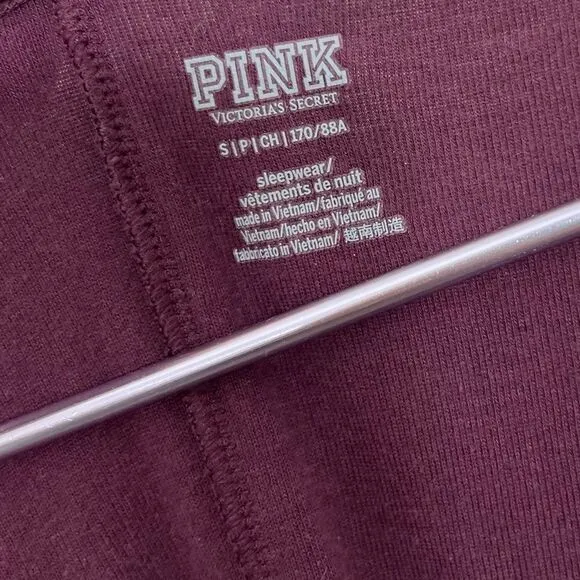 PINK
VICTORIA'S SECRET
S | P | CH | 170/88A
sleepwear/
vêtements de nuit
made in Vietnam/fabriqué au
Vietnam/hecho en Vietnam/
fabbricato in Vietnam/ 越南制造